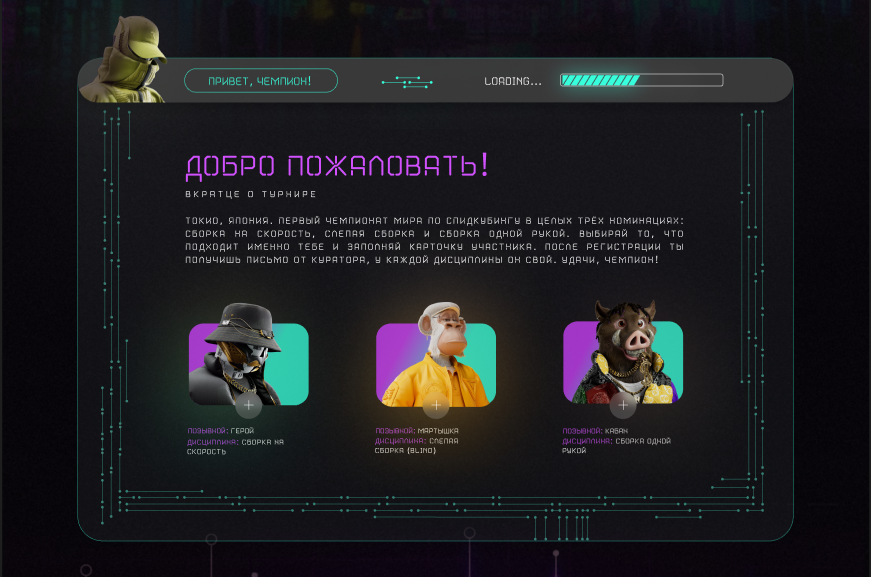 ПРИВЕТ, ЧЕМПИОН!
LOADING...
ДОБРО ПОЖАЛОВАТЬ!
ВКРАТЦЕ О ТУРНИРЕ
ТОКИО, ЯПОНИЯ. ПЕРВЫЙ ЧЕМПИОНАТ МИРА ПО СПИДКУБИНГУ В ЦЕЛЫХ ТРЁХ НОМИНАЦИЯХ:
СБОРКА НА СКОРОСТЬ, СЛЕПАЯ СБОРКА И СБОРКА ОДНОЙ РУКОЙ. ВЫБИРАЙ ТО, ЧТО
ПОДХОДИТ ИМЕННО ТЕБЕ И ЗАПОЛНЯЙ КАРТОЧКУ УЧАСТНИКА. ПОСЛЕ РЕГИСТРАЦИИ ТЫ
ПОЛУЧИШЬ ПИСЬМО ОТ КУРАТОРА, У КАЖДОЙ ДИСЦИПЛИНЫ ОН СВОЙ. УДАЧИ, ЧЕМПИОН!
ПОЗЫВНОЙ: ГЕРОЙ
ДИСЦИПЛИНА: СБОРКА НА
СКОРОСТЬ
ПОЗЫВНОЙ: МАРТЫШКА
ДИСЦИПЛИНА: СЛЕПАЯ
СБОРКА (BLIND)
ПОЗЫВНОЙ: КАБАН
ДИСЦИПЛИНА: СБОРКА ОДНОЙ
РУКОЙ